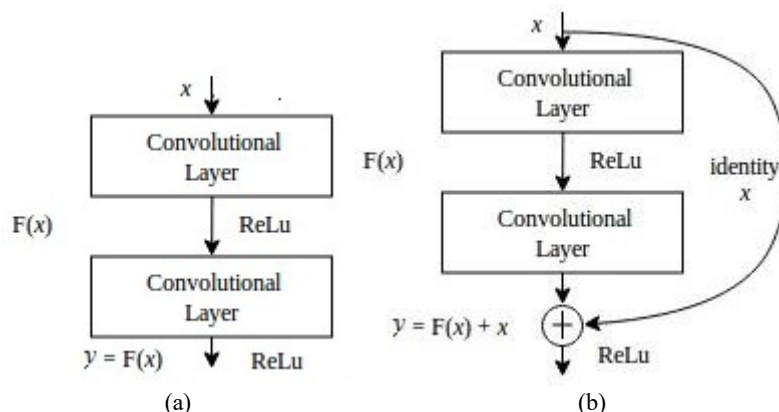 x
Convolutional
Layer
F(x)
ReLu
Convolutional
Layer
y = F(x)
ReLu
(a)
x
Convolutional
Layer
F(x)
ReLu
identity
x
Convolutional
Layer
y = F(x) + x
+
ReLu
(b)